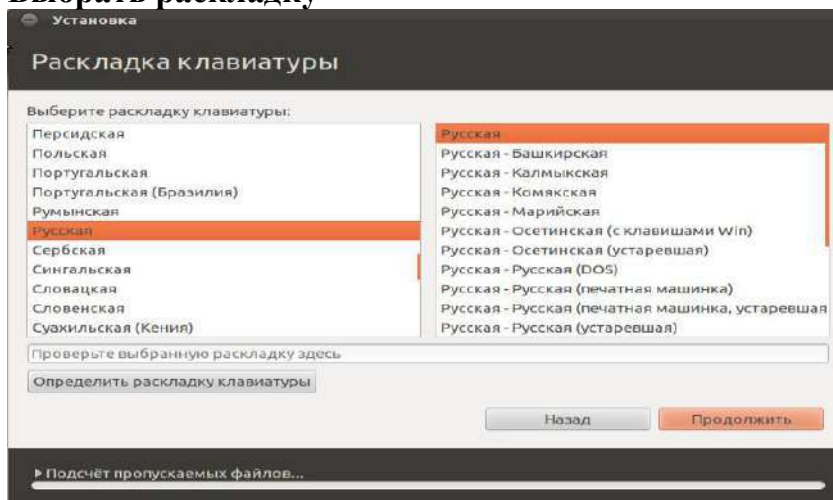 Выбрать раскладку
Установка
Раскладка клавиатуры
Выберите раскладку клавиатуры:
Персидская
Польская
Португальская
Португальская (Бразилия)
Румынская
Русская
Сербская
Сингальская
Словацкая
Словенская
Суахильская (Кения)
Русская
Русская - Башкирская
Русская - Калмыкская
Русская - Комякская
Русская - Марийская
Русская - Осетинская (с клавишами Win)
Русская - Осетинская (устаревшая)
Русская - Русская (DOS)
Русская - Русская (печатная машинка)
Русская - Русская (печатная машинка, устаревшая
Русская - Русская (устаревшая)
Проверьте выбранную раскладку здесь
Определить раскладку клавиатуры
Назад
Продолжить
Подсчёт пропускаемых файлов...